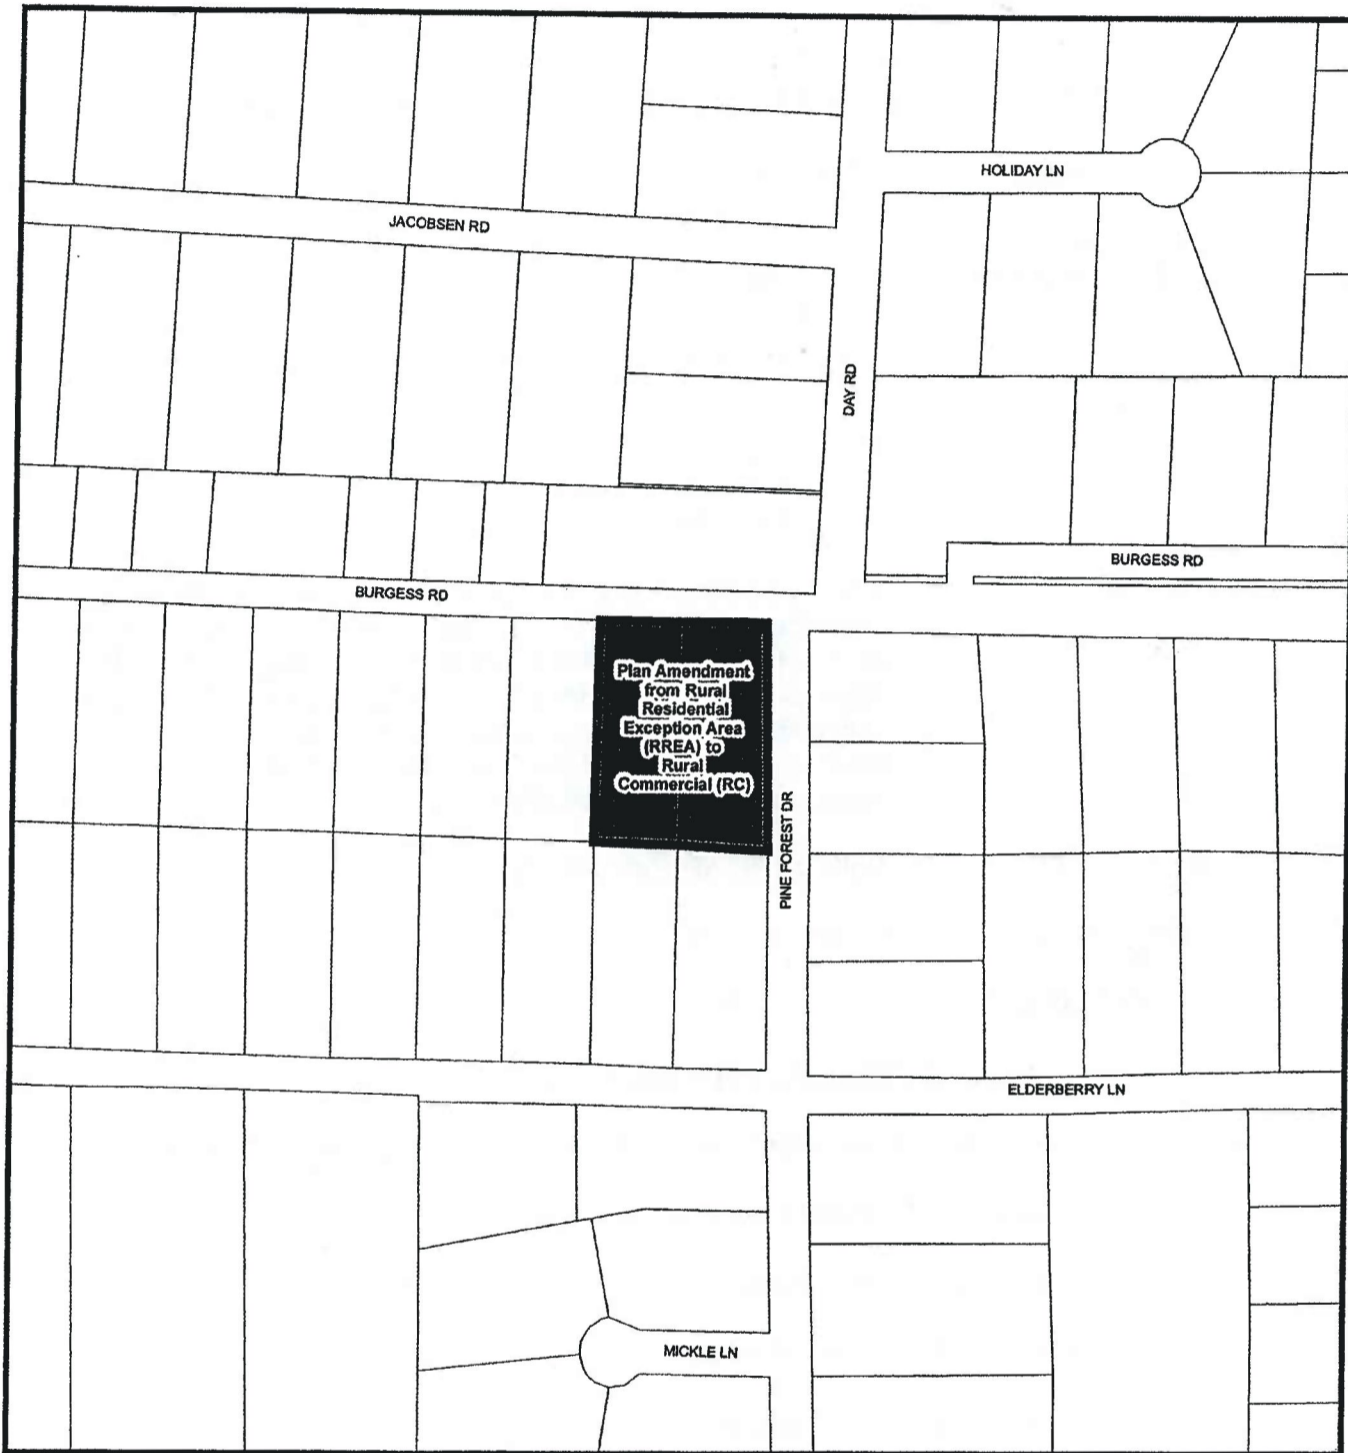 HOLIDAY LN
JACOBSEN RD
DAY RD
BURGESS RD
BURGESS RD
Plan Amendment
from Rural
Residential
Exception Area
(RREA) to
Rural
Commercial (RC)
PINE FOREST DR
ELDERBERRY LN
MICKLE LN